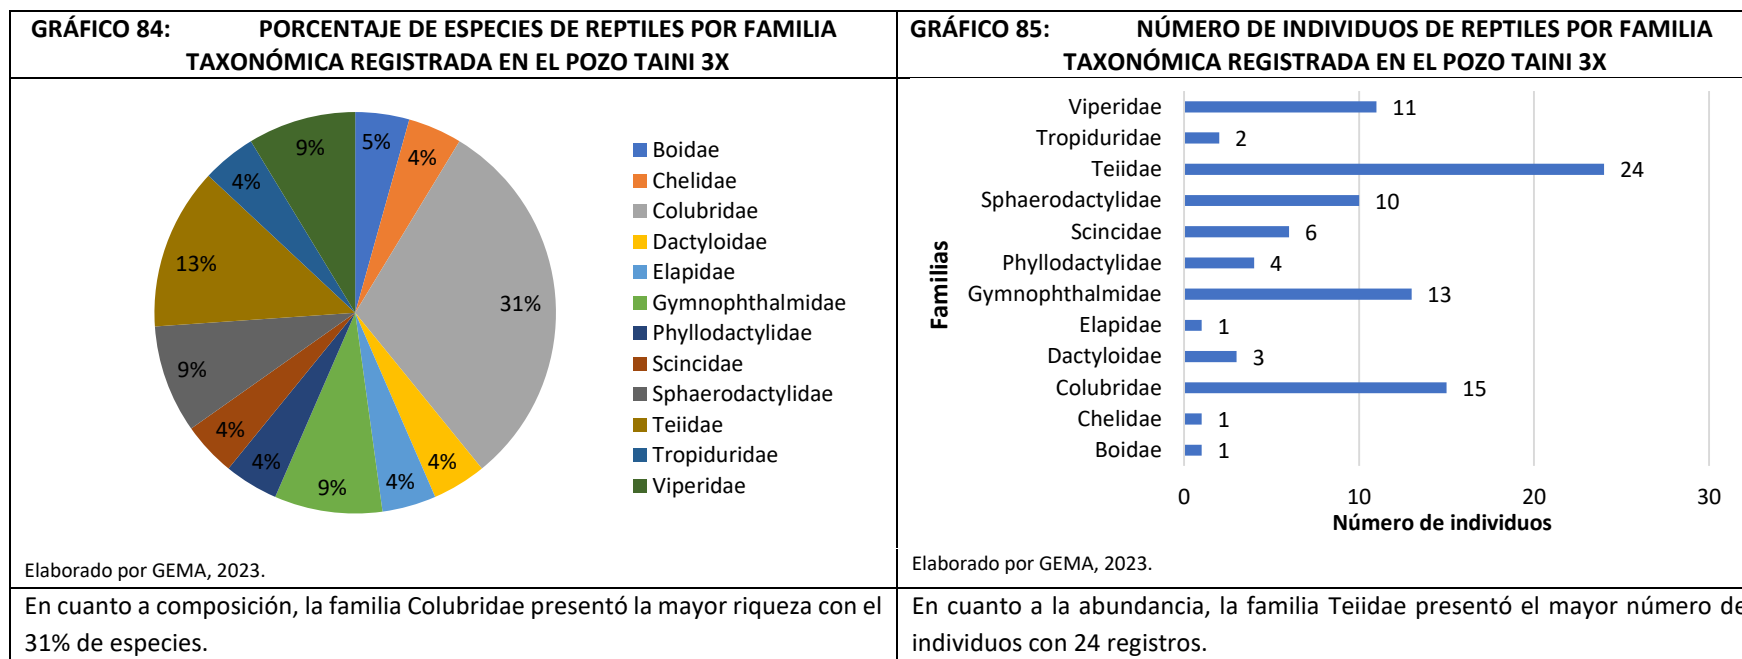 GRÁFICO 84: PORCENTAJE DE ESPECIES DE REPTILES POR FAMILIA
TAXONÓMICA REGISTRADA EN EL POZO TAINI 3X
5%
4%
31%
4%
4%
9%
4%
4%
9%
13%
4%
9%
Boidae
Chelidae
Colubridae
Dactyloidae
Elapidae
Gymnophthalmidae
Phyllodactylidae
Scincidae
Sphaerodactylidae
Teiidae
Tropiduridae
Viperidae
Elaborado por GEMA, 2023.
En cuanto a composición, la familia Colubridae presentó la mayor riqueza con el
31% de especies.
GRÁFICO 85: NÚMERO DE INDIVIDUOS DE REPTILES POR FAMILIA
TAXONÓMICA REGISTRADA EN EL POZO TAINI 3X
Familias
Viperidae 11
Tropiduridae 2
Teiidae 24
Sphaerodactylidae 10
Scincidae 6
Phyllodactylidae 4
Gymnophthalmidae 13
Elapidae 1
Dactyloidae 3
Colubridae 15
Chelidae 1
Boidae 1
0 10 20 30
Número de individuos
Elaborado por GEMA, 2023.
En cuanto a la abundancia, la familia Teiidae presentó el mayor número de
individuos con 24 registros.